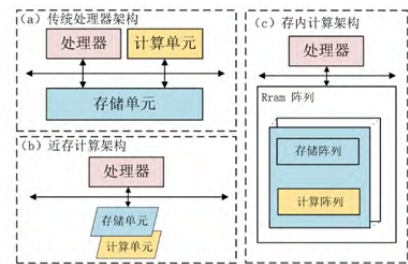 (a)传统处理器架构
处理器
计算单元
存储单元
(b)近存计算架构
处理器
存储单元
计算单元
(c)存内计算架构
处理器
Rram 阵列
存储阵列
计算阵列